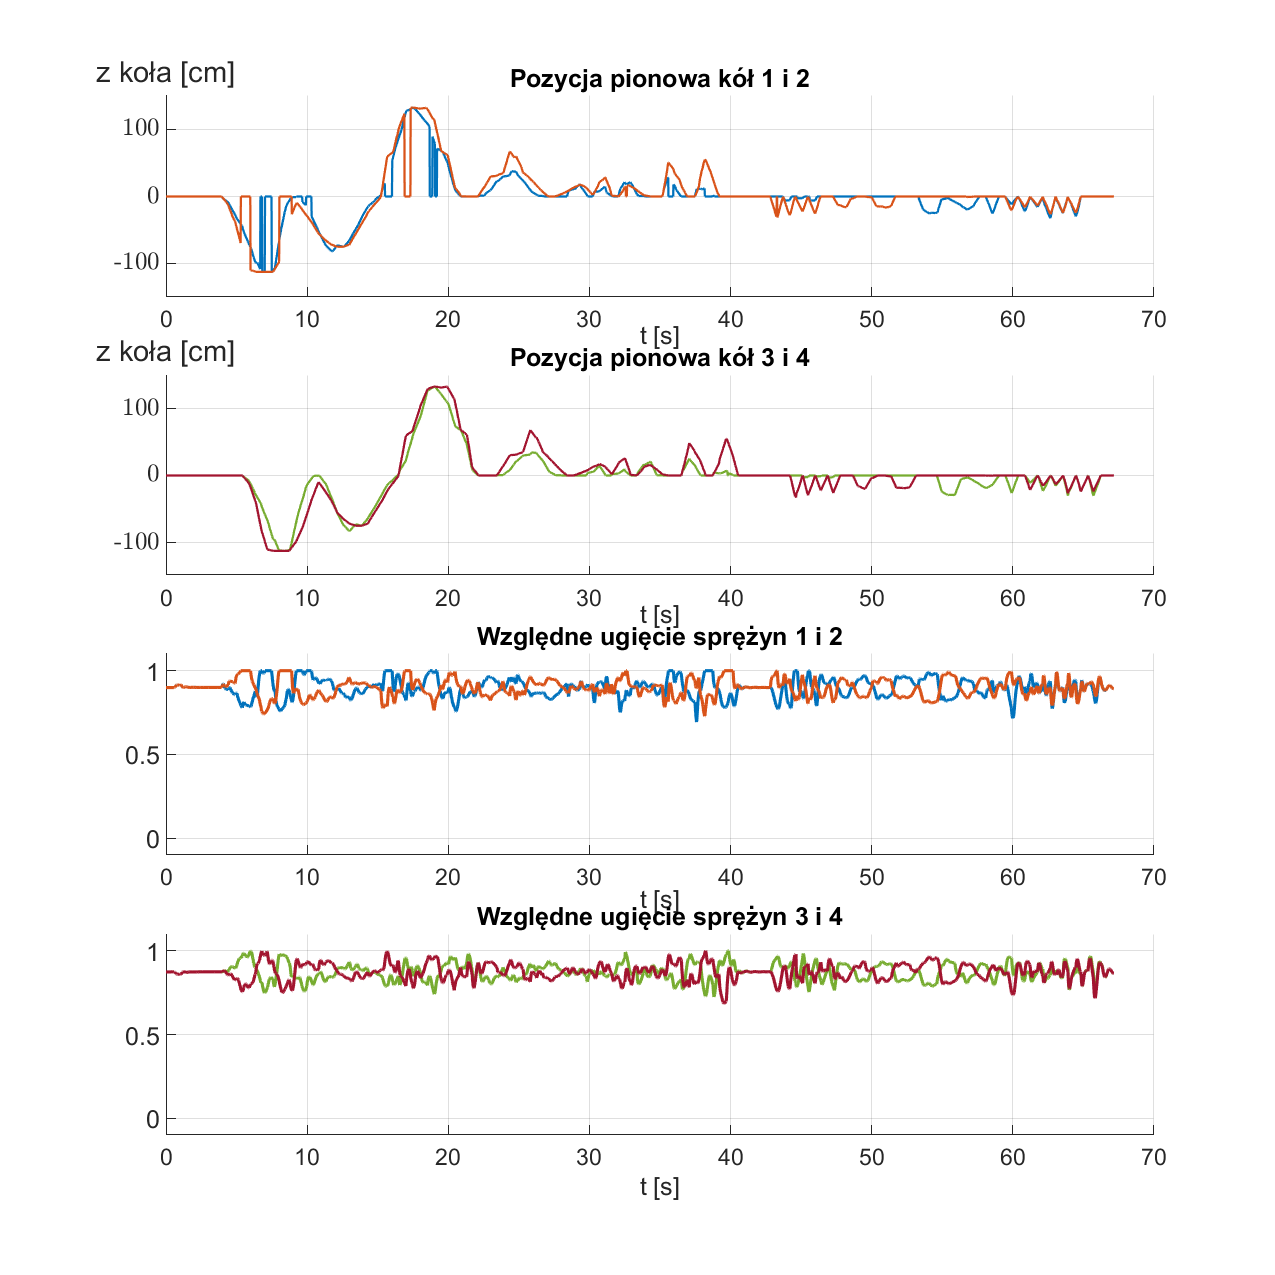 z koła [cm]
Pozycja pionowa kół 1 i 2
100
0
-100
0 10 20 30 40 50 60 70
t [s]
z koła [cm]
Pozycja pionowa kół 3 i 4
100
0
-100
0 10 20 30 40 50 60 70
t [s]
Względne ugięcie sprężyn 1 i 2
1
0.5
0
0 10 20 30 40 50 60 70
t [s]
Względne ugięcie sprężyn 3 i 4
1
0.5
0
0 10 20 30 40 50 60 70
t [s]